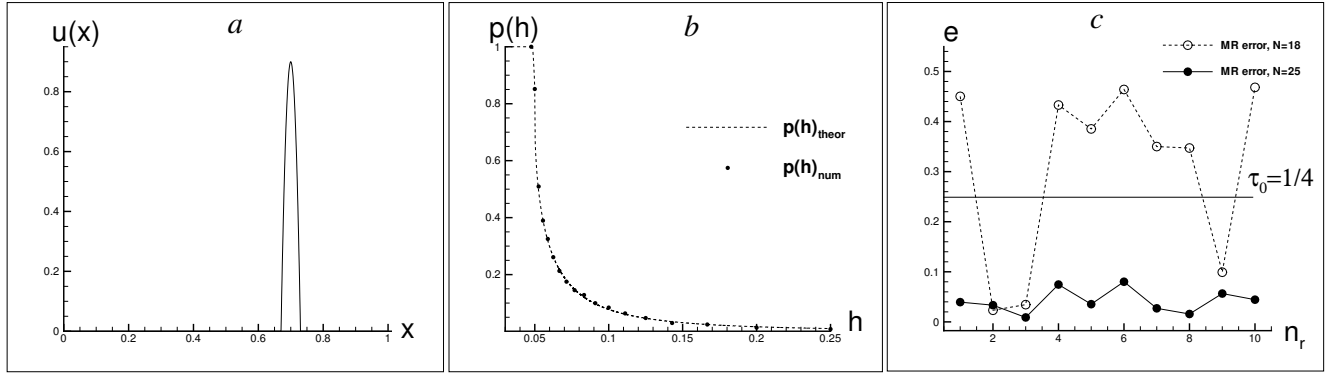 a
u(x)
0.8
0.6
0.4
0.2
0
0 0.2 0.4 0.6 0.8 1
x
b
p(h)
1
0.8
0.6
0.4
0.2
p(h)theor
p(h)num
0.05 0.1 0.15 0.2 0.25
h
c
e
MR error, N=18
MR error, N=25
0.5
0.4
0.3
0.2
0.1
0
τ0=1/4
2 4 6 8 10
nr